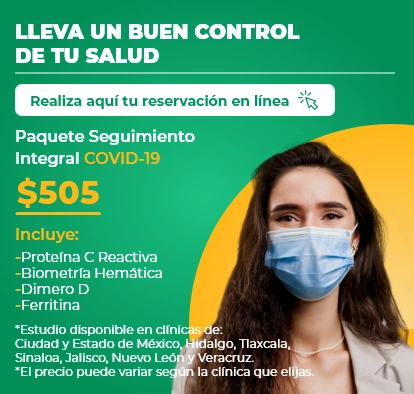 LLEVA UN BUEN CONTROL
DE TU SALUD
Realiza aquí tu reservación en línea
Paquete Seguimiento
Integral COVID-19
$505
Incluye:
-Proteína C Reactiva
-Biometría Hemática
-Dimero D
-Ferritina
*Estudio disponible en clínicas de:
Ciudad y Estado de México, Hidalgo, Tlaxcala,
Sinaloa, Jalisco, Nuevo León y Veracruz.
*El precio puede variar según la clínica que elijas.